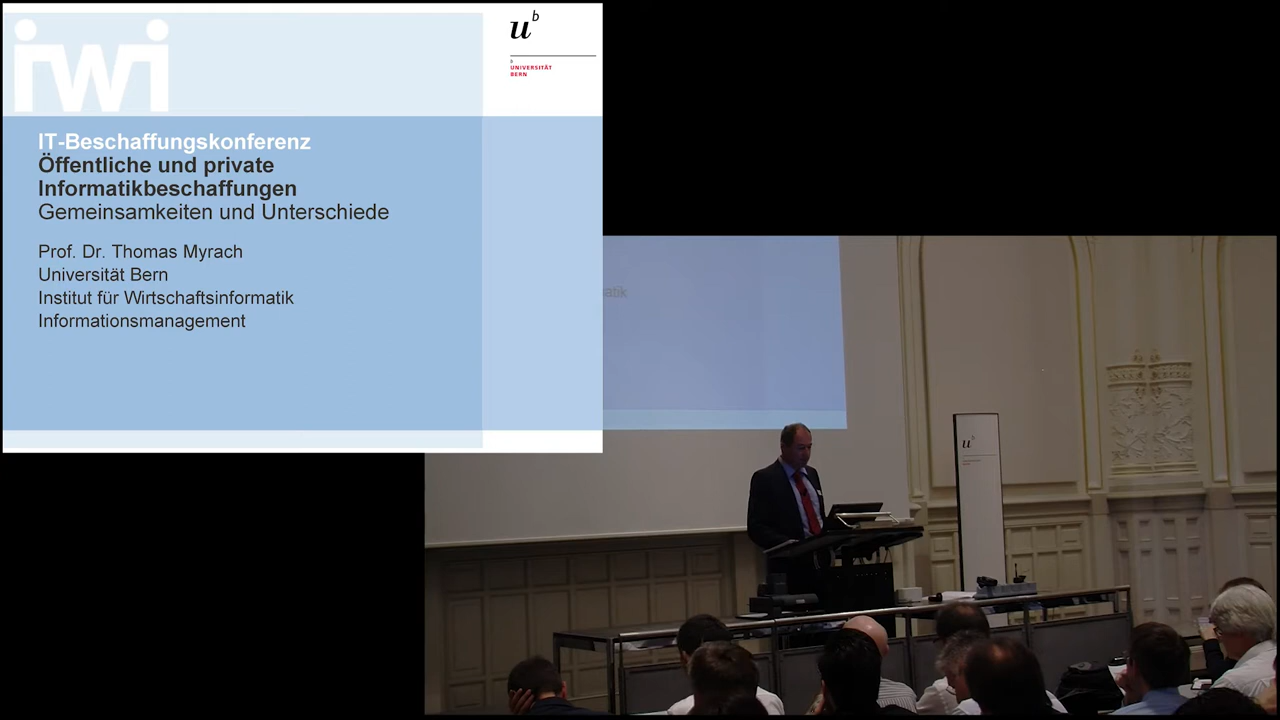 iwi
u
b
b
UNIVERSITÄT
BERN
IT-Beschaffungskonferenz
Öffentliche und private
Informatikbeschaffungen
Gemeinsamkeiten und Unterschiede
Prof. Dr. Thomas Myrach
Universität Bern
Institut für Wirtschaftsinformatik
Informationsmanagement
atik
u
b